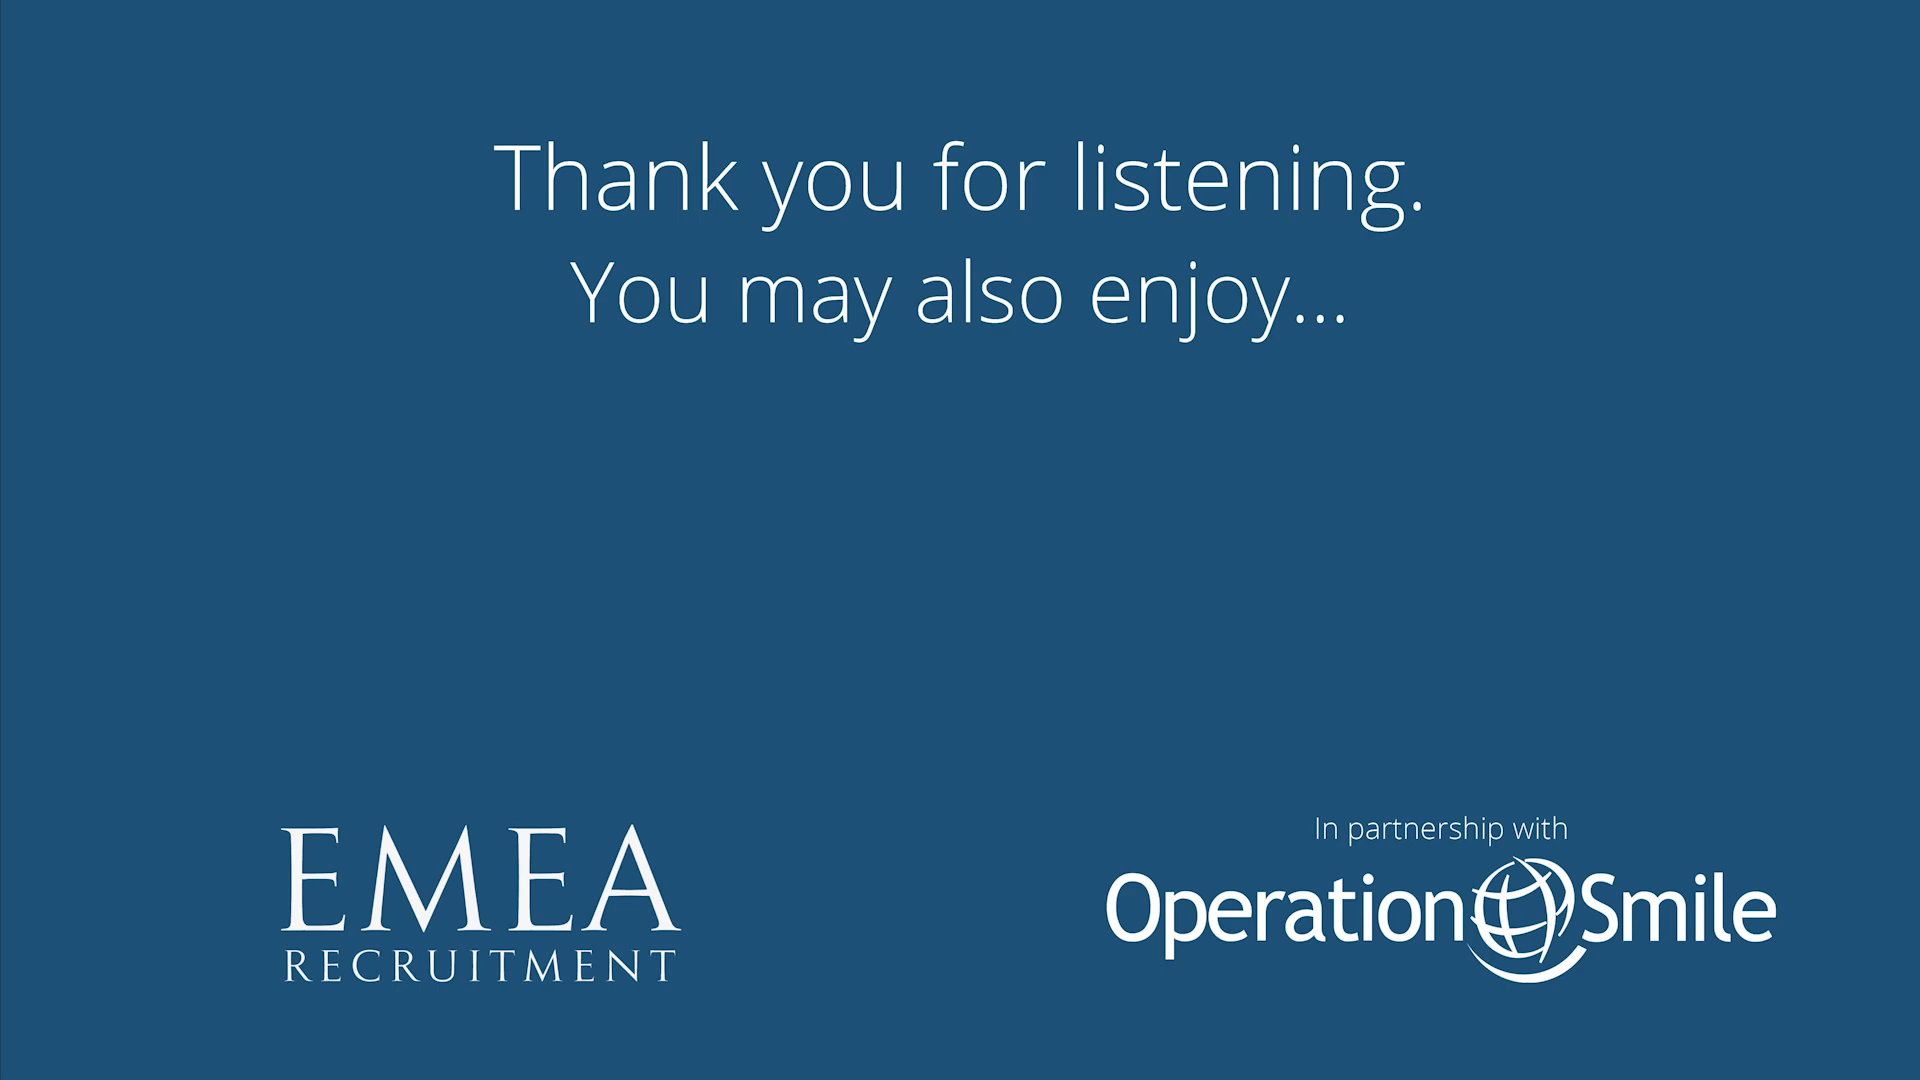 Thank you for listening.
You may also enjoy...
EMEA
RECRUITMENT
In partnership with
Operation Smile